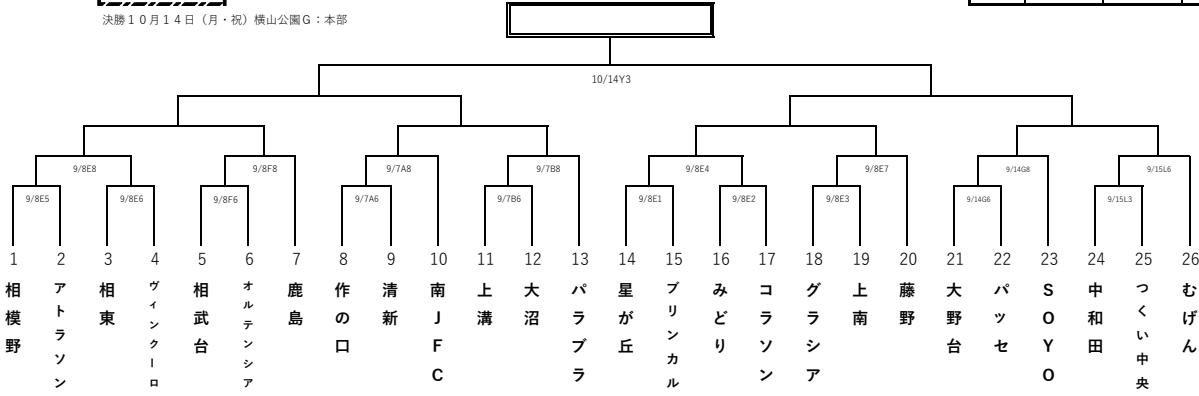 決勝１０月１４日（月・祝）横山公園Ｇ：本部
10/14Y3
9/8E8
9/8F8
9/7A8
9/7B8
9/8E4
9/8E7
9/14G8
9/15L6
9/8E5
9/8E6
9/8F6
9/7A6
9/7B6
9/8E1
9/8E2
9/8E3
9/14G6
9/15L3
1 2 3 4 5 6 7 8 9 10 11 12 13 14 15 16 17 18 19 20 21 22 23 24 25 26
相模野
アトラソン
相東
ヴィンクーロ
相武台
オルテンシア
鹿島
作の口
清新
南ＪＦＣ
上溝
大沼
パラブラ
星が丘
ブリンカル
みどり
コラソン
グラシア
上南
藤野
大野台
パッセ
ＳＯＹＯ
中和田
つくい中央
むげん